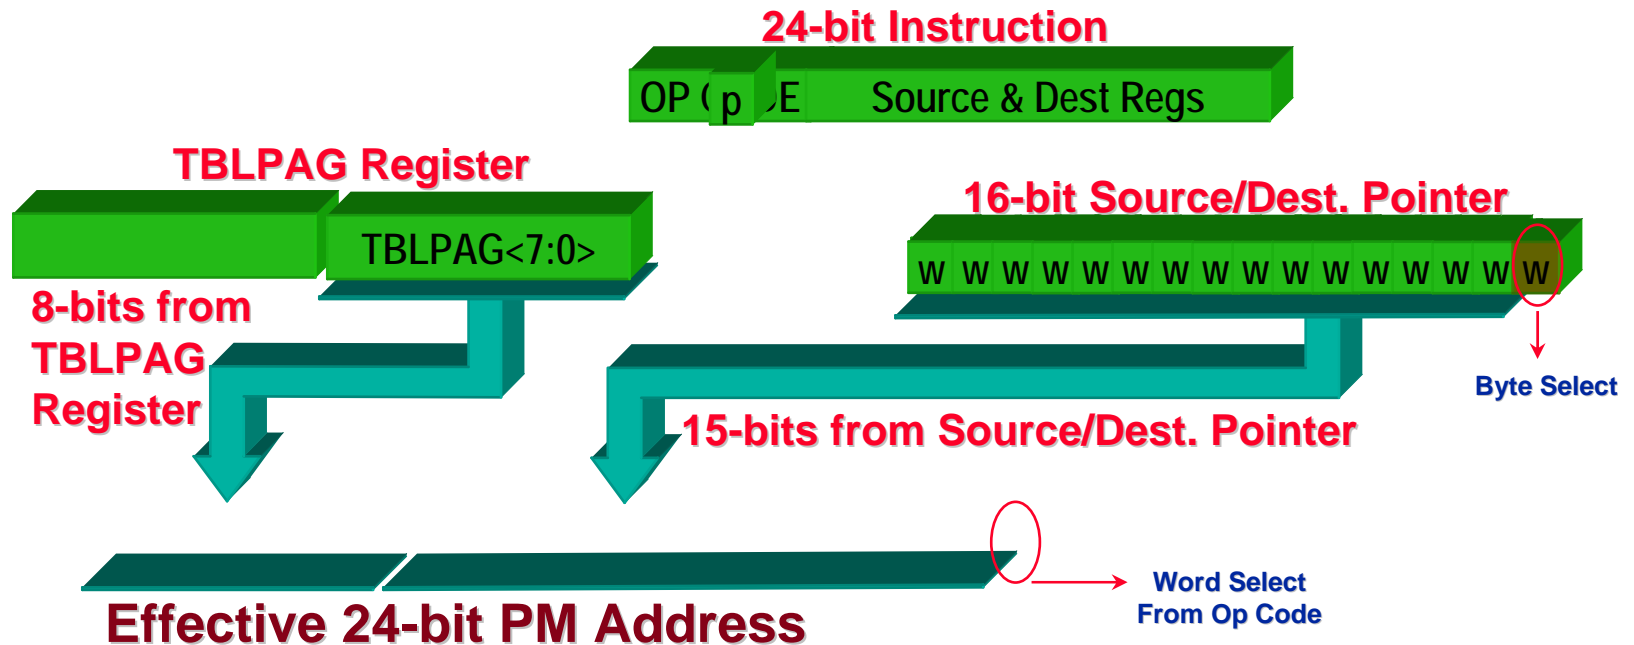 24-bit Instruction
OP C p DE Source & Dest Regs
TBLPAG Register
16-bit Source/Dest. Pointer
TBLPAG<7:0>
W W W W W W W W W W W W W W W W
8-bits from
TBLPAG
Register
Byte Select
15-bits from Source/Dest. Pointer
Word Select
From Op Code
Effective 24-bit PM Address